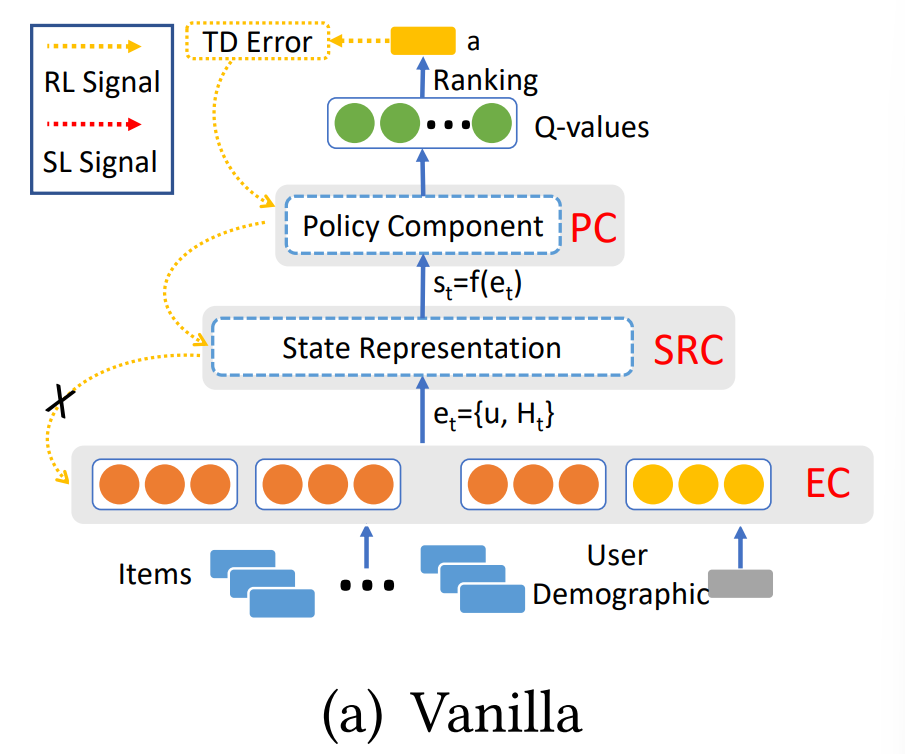 RL Signal
SL Signal
TD Error
a
Ranking
Q-values
Policy Component
PC
s_t=f(e_t)
State Representation
SRC
X
e_t={u, H_t}
EC
Items
User
Demographic
(a) Vanilla